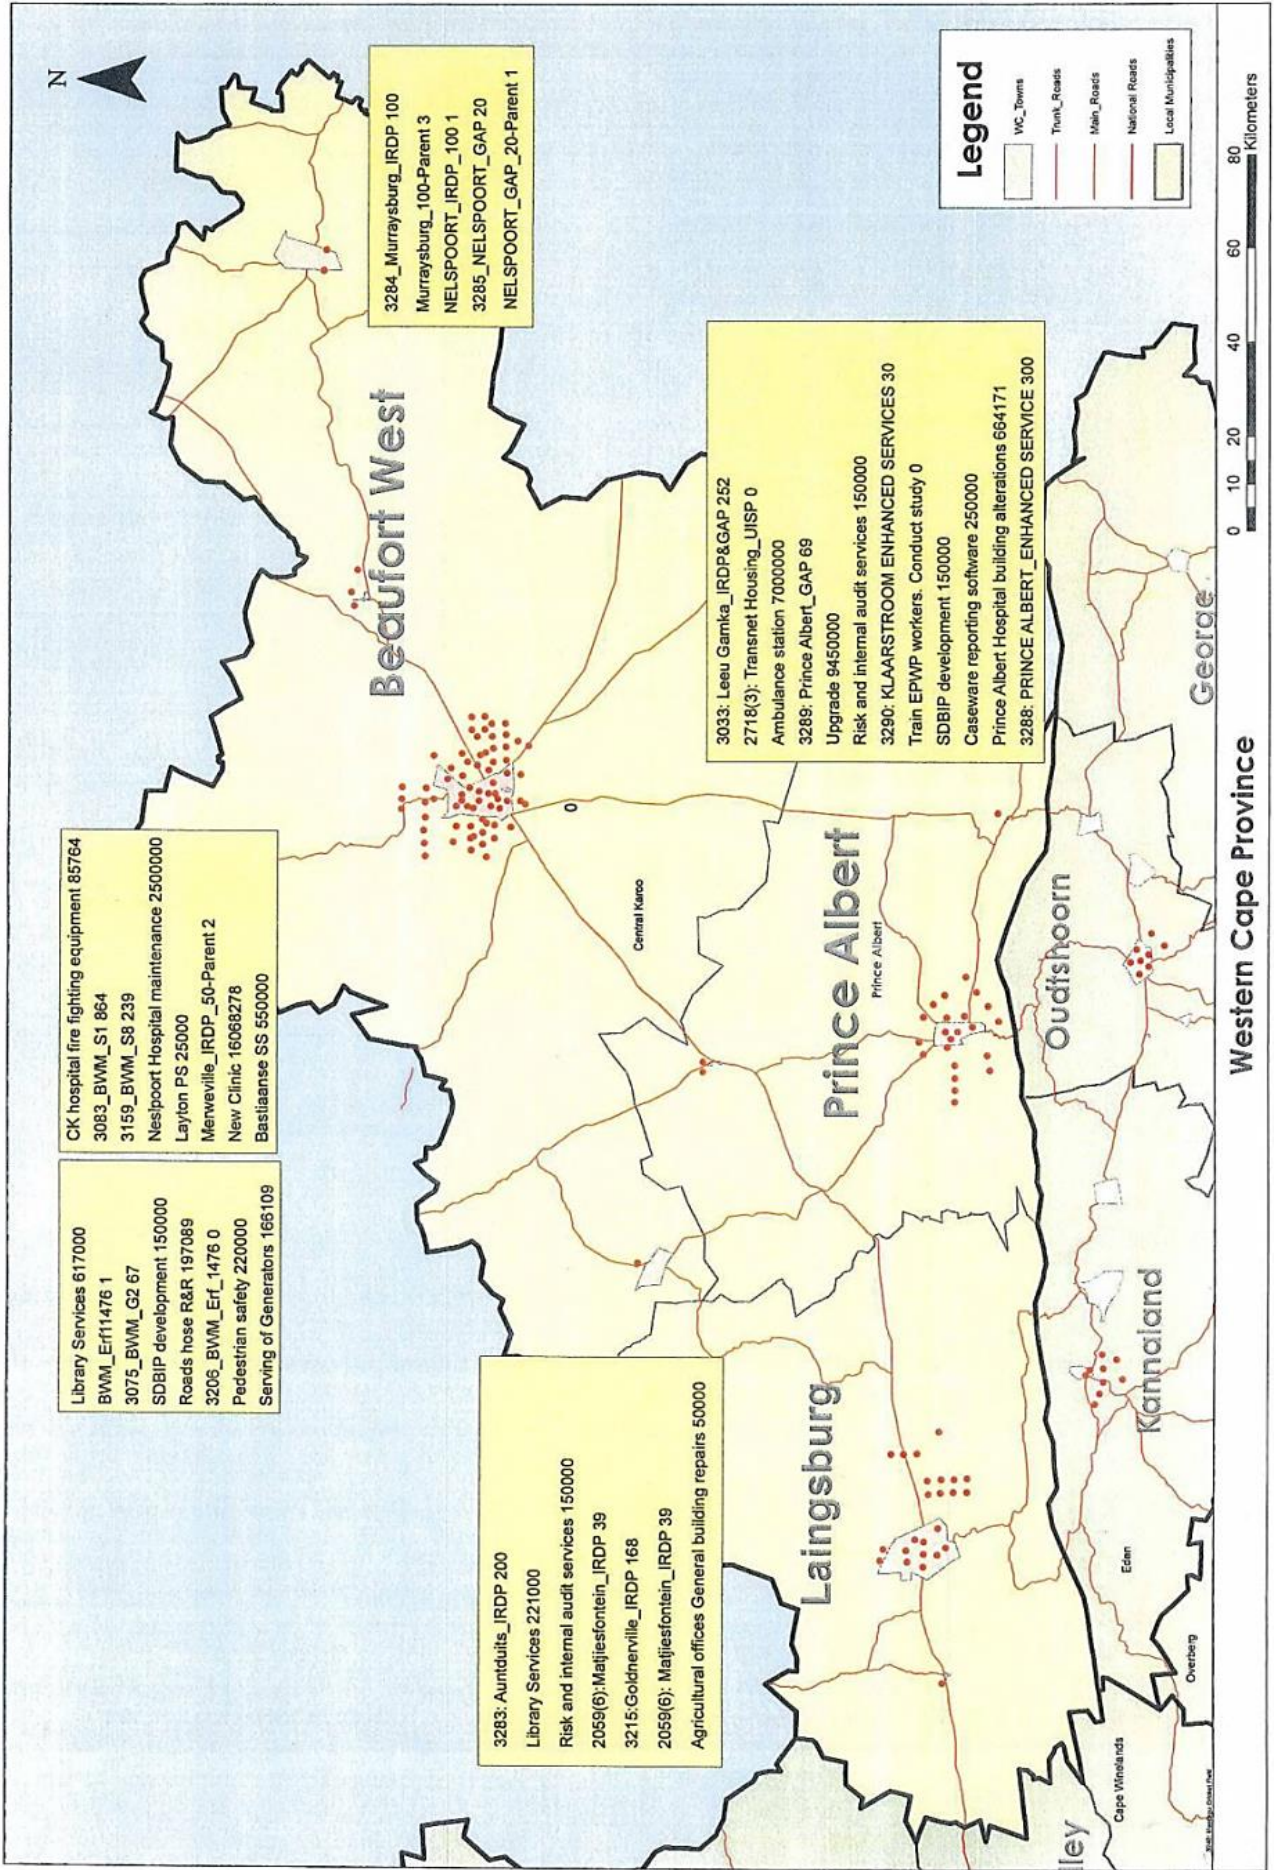 N
Library Services 617000
BWM_Erf11476 1
3075_BWM_G2 67
SDBIP development 150000
Roads hose R&R 197089
3206_BWM_Erf_1476 0
Pedestrian safety 220000
Serving of Generators 166109
CK hospital fire fighting equipment 85764
3083_BWM_S1 864
3159_BWM_S8 239
Neslpoort Hospital maintenance 2500000
Layton PS 25000
Merweville_IRDP_50-Parent 2
New Clinic 16068278
Bastiaanse SS 550000
3284_Murraysburg_IRDP 100
Murraysburg_100-Parent 3
NELSPOORT_IRDP_100 1
3285_NELSPOORT_GAP 20
NELSPOORT_GAP_20-Parent 1
Beaufort West
3283: Auntduits_IRDP 200
Library Services 221000
Risk and internal audit services 150000
2059(6):Matjiesfontein_IRDP 39
3215:Goldnerville_IRDP 168
2059(6): Matjiesfontein_IRDP 39
Agricultural offices General building repairs 50000
0
Central Karoo
3033: Leeu Gamka_IRDP&GAP 252
2718(3): Transnet Housing_UISP 0
Ambulance station 7000000
3289: Prince Albert_GAP 69
Upgrade 9450000
Risk and internal audit services 150000
3290: KLAARSTROOM ENHANCED SERVICES 30
Train EPWP workers. Conduct study 0
SDBIP development 150000
Caseware reporting software 250000
Prince Albert Hospital building alterations 664171
3288: PRINCE ALBERT_ENHANCED SERVICE 300
Laingsburg
Prince Albert
Prince Albert
Legend
WC_Towns
Trunk_Roads
Main_Roads
National Roads
Local Municipalities
lley
Cape Winelands
Overberg
Eden
Kannaland
Oudtshoorn
George
0 10 20 40 60 80
Kilometers
Western Cape Province